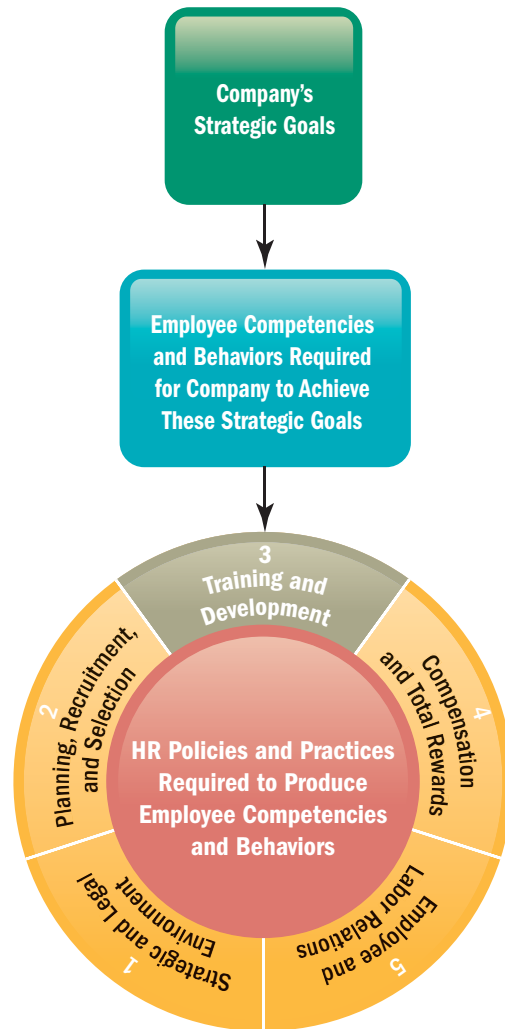 Company's
Strategic Goals
Employee Competencies
and Behaviors Required
for Company to Achieve
These Strategic Goals
3
Training and
Development
2
Planning, Recruitment,
and Selection
4
Compensation
and Total Rewards
HR Policies and Practices
Required to Produce
Employee Competencies
and Behaviors
1
Strategic and Legal
Environment
5
Employee and
Labor Relations